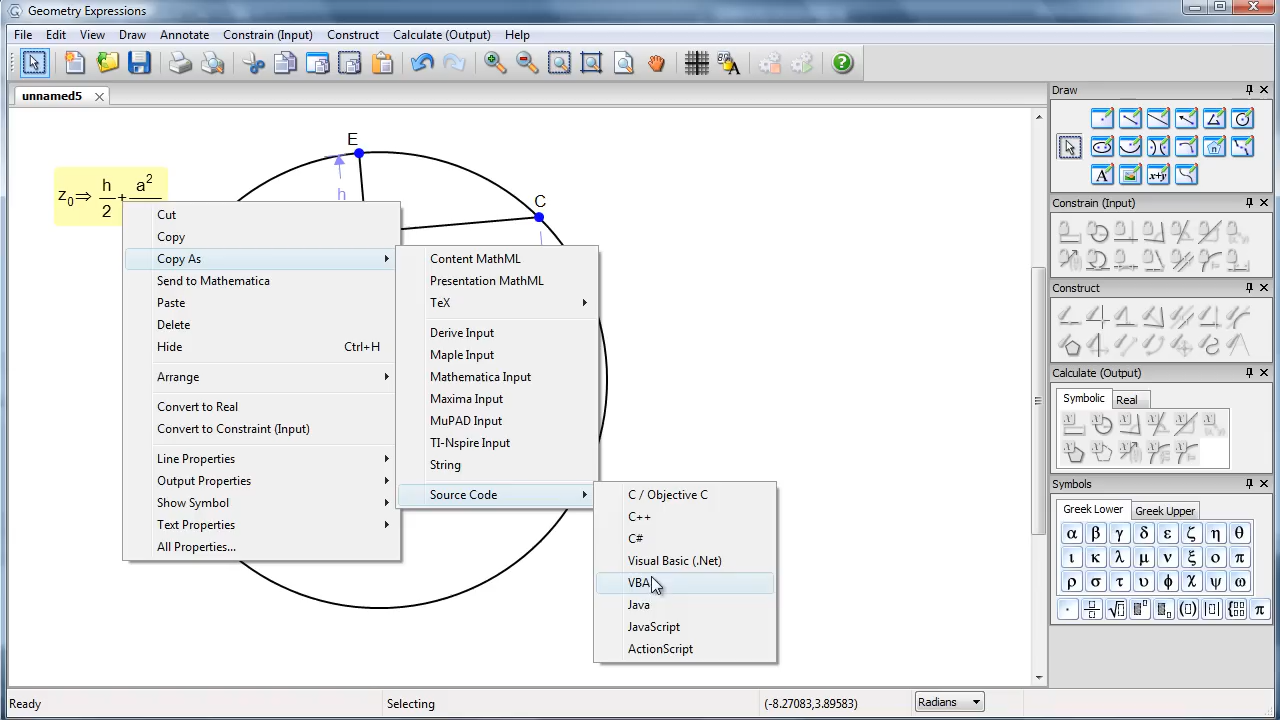 Geometry Expressions
File Edit View Draw Annotate Constrain (Input) Construct Calculate (Output) Help
unnamed5
Draw
E
z₀⇒ h/2 + a²
h
C
Cut
Copy
Copy As
Send to Mathematica
Paste
Delete
Hide Ctrl+H
Arrange
Convert to Real
Convert to Constraint (Input)
Line Properties
Output Properties
Show Symbol
Text Properties
All Properties...
Content MathML
Presentation MathML
TeX
Derive Input
Maple Input
Mathematica Input
Maxima Input
MuPAD Input
TI-Nspire Input
String
Source Code
C / Objective C
C++
C#
Visual Basic (.Net)
VBA
Java
JavaScript
ActionScript
A
x+y
Constrain (Input)
Construct
Calculate (Output)
Symbolic Real
Symbols
Greek Lower Greek Upper
α β γ δ ε ζ η θ
ι κ λ μ ν ξ ο π
ρ σ τ υ ϕ χ ψ ω
π
Ready Selecting (-8.27083,3.89583) Radians